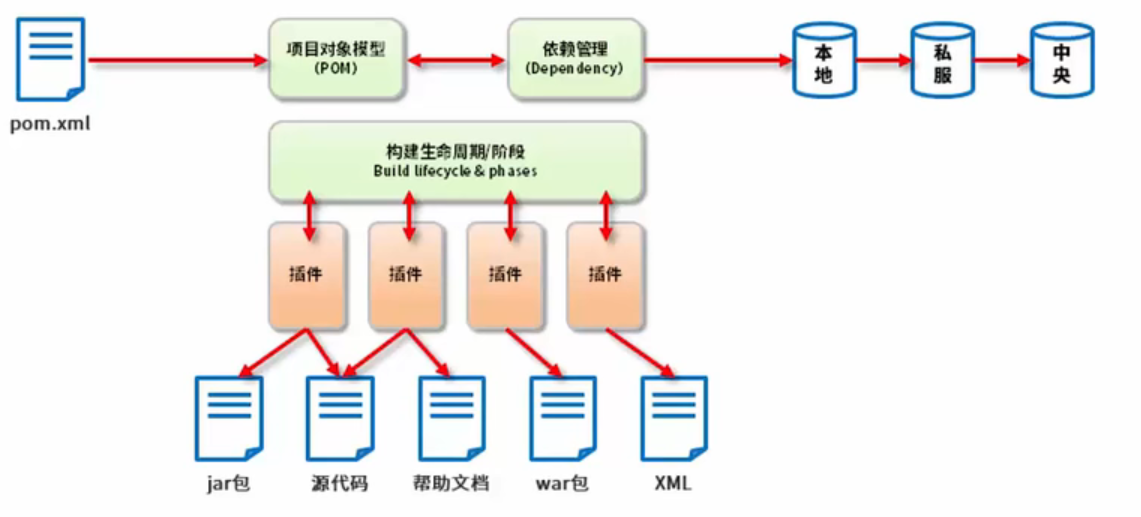 pom.xml
项目对象模型
（POM）
依赖管理
（Dependency）
本
地
私
服
中
央
构建生命周期/阶段
Build lifecycle & phases
插件
插件
插件
插件
jar包
源代码
帮助文档
war包
XML